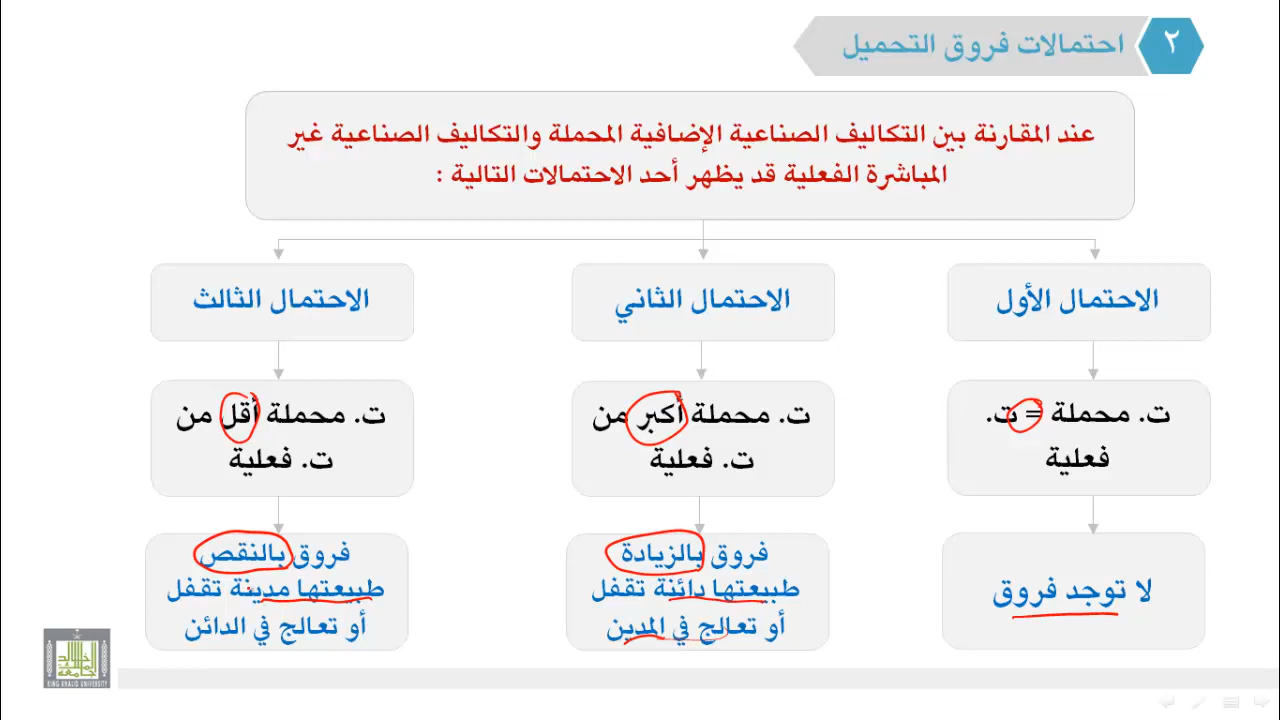 ٢
احتمالات فروق التحميل
عند المقارنة بين التكاليف الصناعية الإضافية المحملة والتكاليف الصناعية غير
المباشرة الفعلية قد يظهر أحد الاحتمالات التالية :
الاحتمال الأول
ت. محملة = ت.
فعلية
لا توجد فروق
الاحتمال الثاني
ت. محملة أكبر من
ت. فعلية
فروق بالزيادة
طبيعتها دائنة تقفل
أو تعالج في المدين
الاحتمال الثالث
ت. محملة أقل من
ت. فعلية
فروق بالنقص
طبيعتها مدينة تقفل
أو تعالج في الدائن
KING KHALID UNIVERSITY